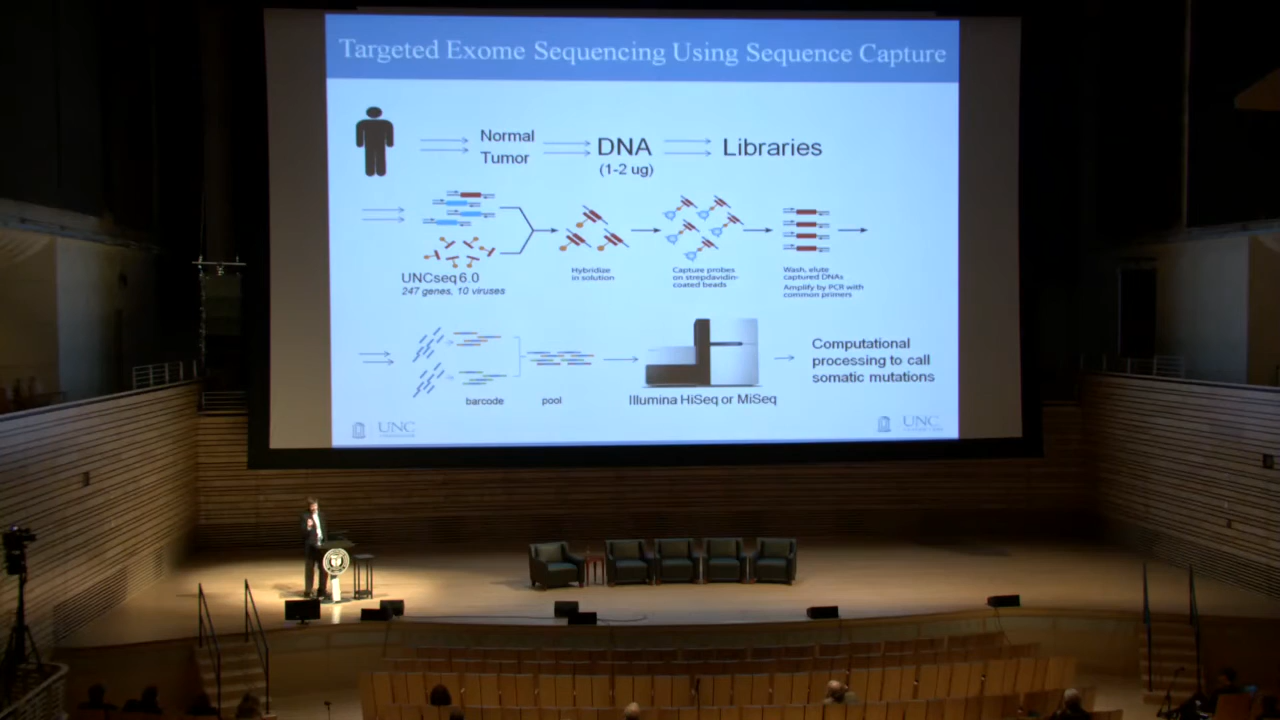 Targeted Exome Sequencing Using Sequence Capture
Normal
Tumor
DNA
(1-2 ug)
Libraries
UNCseq 6.0
247 genes, 10 viruses
Hybridize
in solution
Capture probes
on strepdavidin-
coated beads
Wash, elute
captured DNAs
Amplify by PCR with
common primers
barcode
pool
Illumina HiSeq or MiSeq
Computational
processing to call
somatic mutations
UNC
UNC